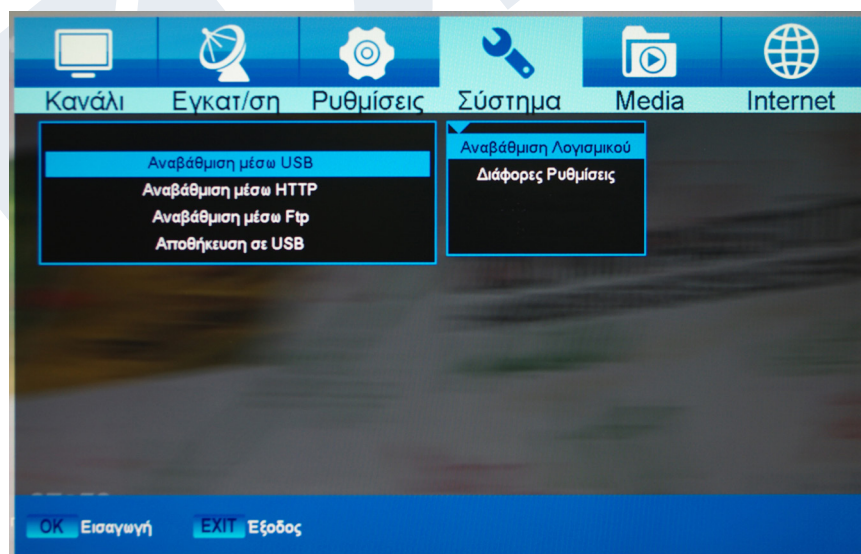 Κανάλι Εγκατ/ση Ρυθμίσεις Σύστημα Media Internet
Αναβάθμιση μέσω USB
Αναβάθμιση μέσω HTTP
Αναβάθμιση μέσω Ftp
Αποθήκευση σε USB
Αναβάθμιση Λογισμικού
Διάφορες Ρυθμίσεις
OK Εισαγωγή EXIT Έξοδος